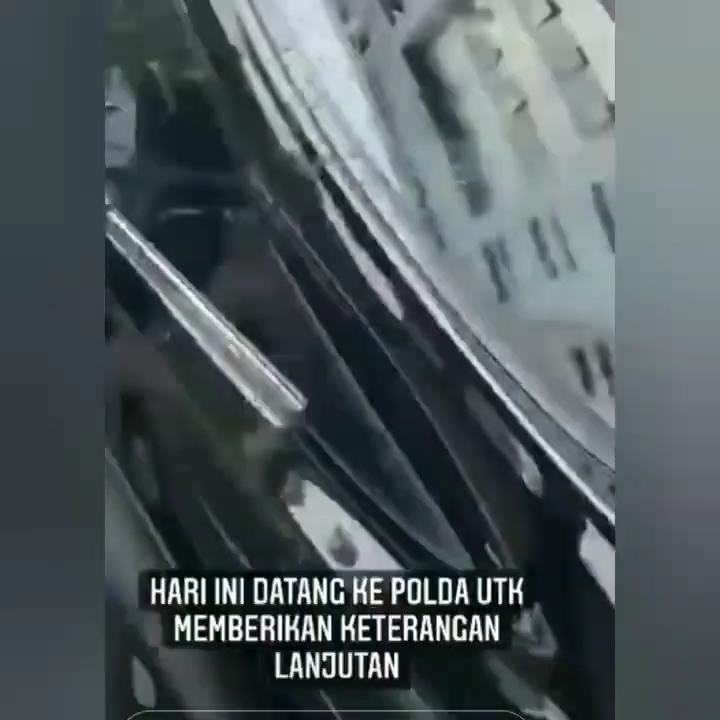 HARI INI DATANG KE POLDA UTK
MEMBERIKAN KETERANGAN
LANJUTAN